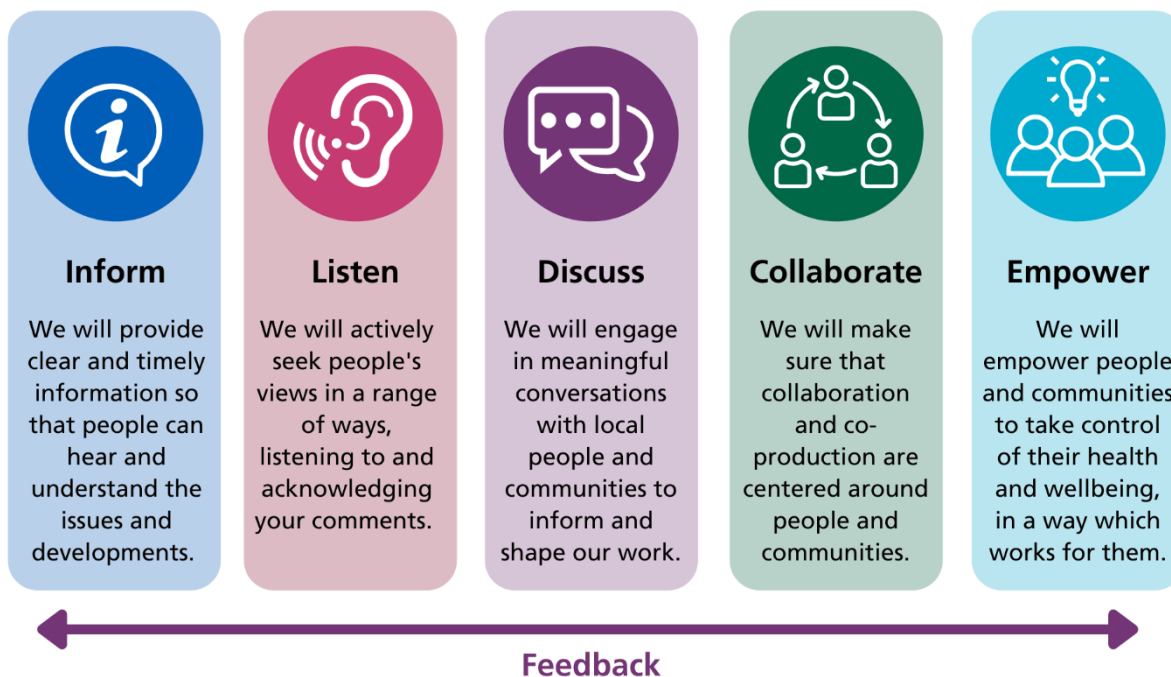 Inform
We will provide
clear and timely
information so
that people can
hear and
understand the
issues and
developments.
Listen
We will actively
seek people's
views in a range
of ways,
listening to and
acknowledging
your comments.
Discuss
We will engage
in meaningful
conversations
with local
people and
communities to
inform and
shape our work.
Collaborate
We will make
sure that
collaboration
and co-
production are
centered around
people and
communities.
Empower
We will
empower people
and communities
to take control
of their health
and wellbeing,
in a way which
works for them.
Feedback